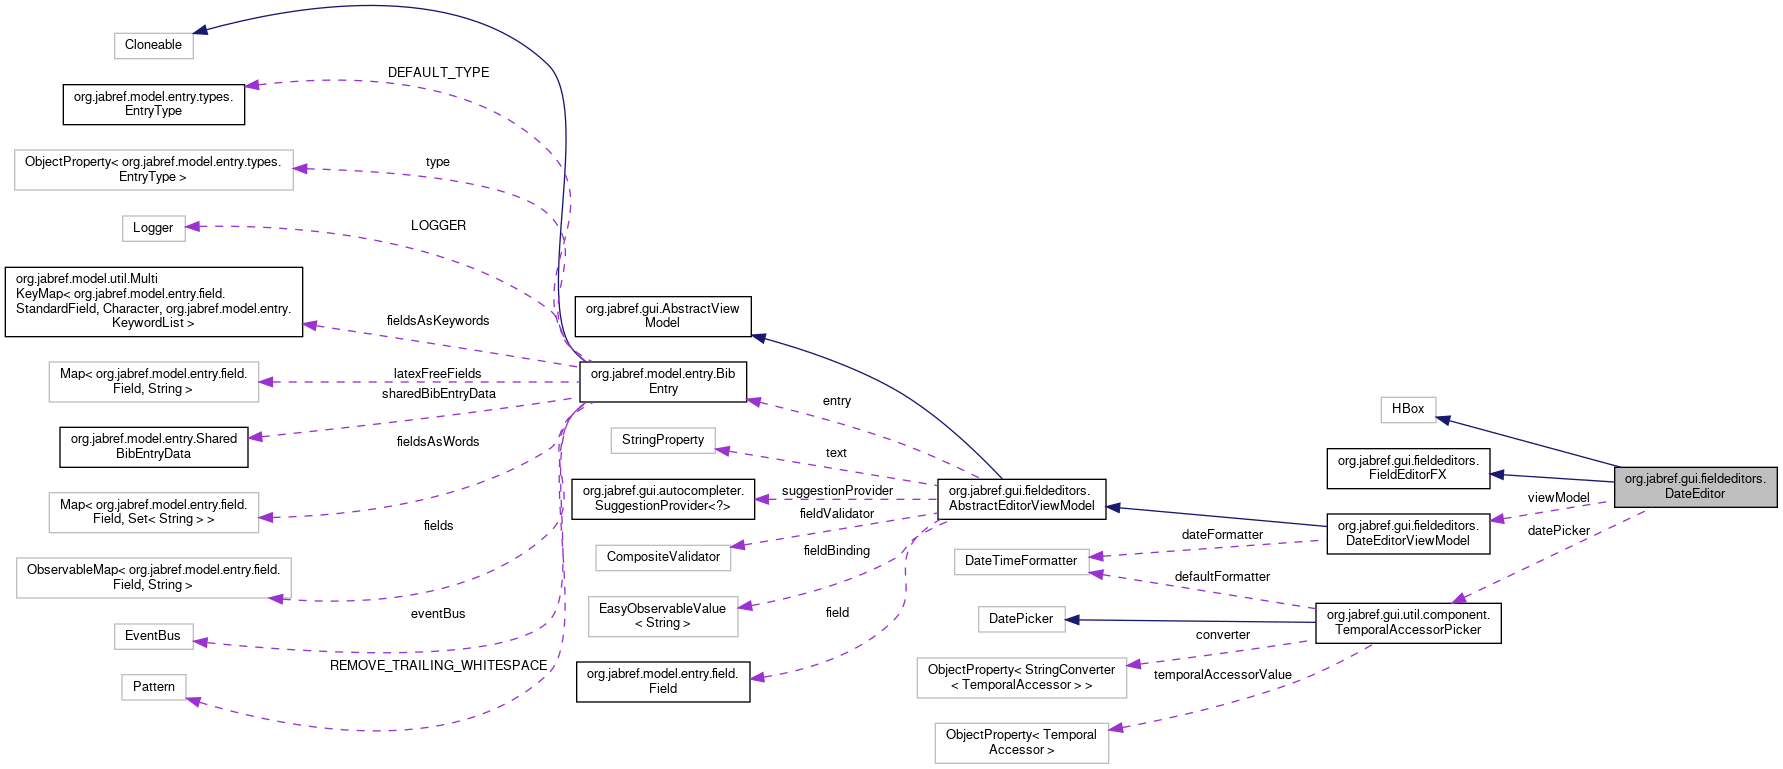 Cloneable
DEFAULT_TYPE
org.jabref.model.entry.types.
EntryType
ObjectProperty< org.jabref.model.entry.types.
EntryType >
type
Logger
LOGGER
org.jabref.model.util.Multi
KeyMap< org.jabref.model.entry.field.
StandardField, Character, org.jabref.model.entry.
KeywordList >
fieldsAsKeywords
Map< org.jabref.model.entry.field.
Field, String >
latexFreeFields
sharedBibEntryData
org.jabref.model.entry.Shared
BibEntryData
fieldsAsWords
Map< org.jabref.model.entry.field.
Field, Set< String > >
fields
ObservableMap< org.jabref.model.entry.field.
Field, String >
eventBus
EventBus
REMOVE_TRAILING_WHITESPACE
Pattern
org.jabref.gui.AbstractView
Model
org.jabref.model.entry.Bib
Entry
entry
StringProperty
text
org.jabref.gui.autocompleter.
SuggestionProvider<?>
suggestionProvider
fieldValidator
CompositeValidator
fieldBinding
EasyObservableValue
< String >
field
org.jabref.model.entry.field.
Field
org.jabref.gui.fieldeditors.
AbstractEditorViewModel
dateFormatter
DateTimeFormatter
defaultFormatter
DatePicker
converter
ObjectProperty< StringConverter
< TemporalAccessor > >
temporalAccessorValue
ObjectProperty< Temporal
Accessor >
HBox
org.jabref.gui.fieldeditors.
FieldEditorFX
viewModel
org.jabref.gui.fieldeditors.
DateEditorViewModel
datePicker
org.jabref.gui.util.component.
TemporalAccessorPicker
org.jabref.gui.fieldeditors.
DateEditor